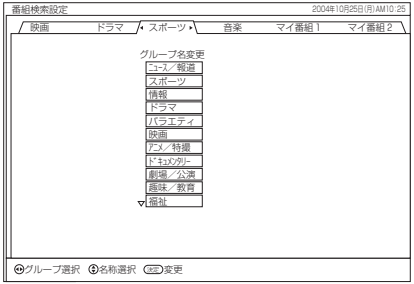 番組検索設定 2004年10月25日(月)AM10:25
映画 ドラマ スポーツ 音楽 マイ番組1 マイ番組2
グループ名変更
ﾆｭｰｽ／報道
スポーツ
情報
ドラマ
バラエティ
映画
ｱﾆﾒ／特撮
ﾄﾞｷｭﾒﾝﾀﾘｰ
劇場／公演
趣味／教育
福祉
グループ選択 名称選択 決定 変更